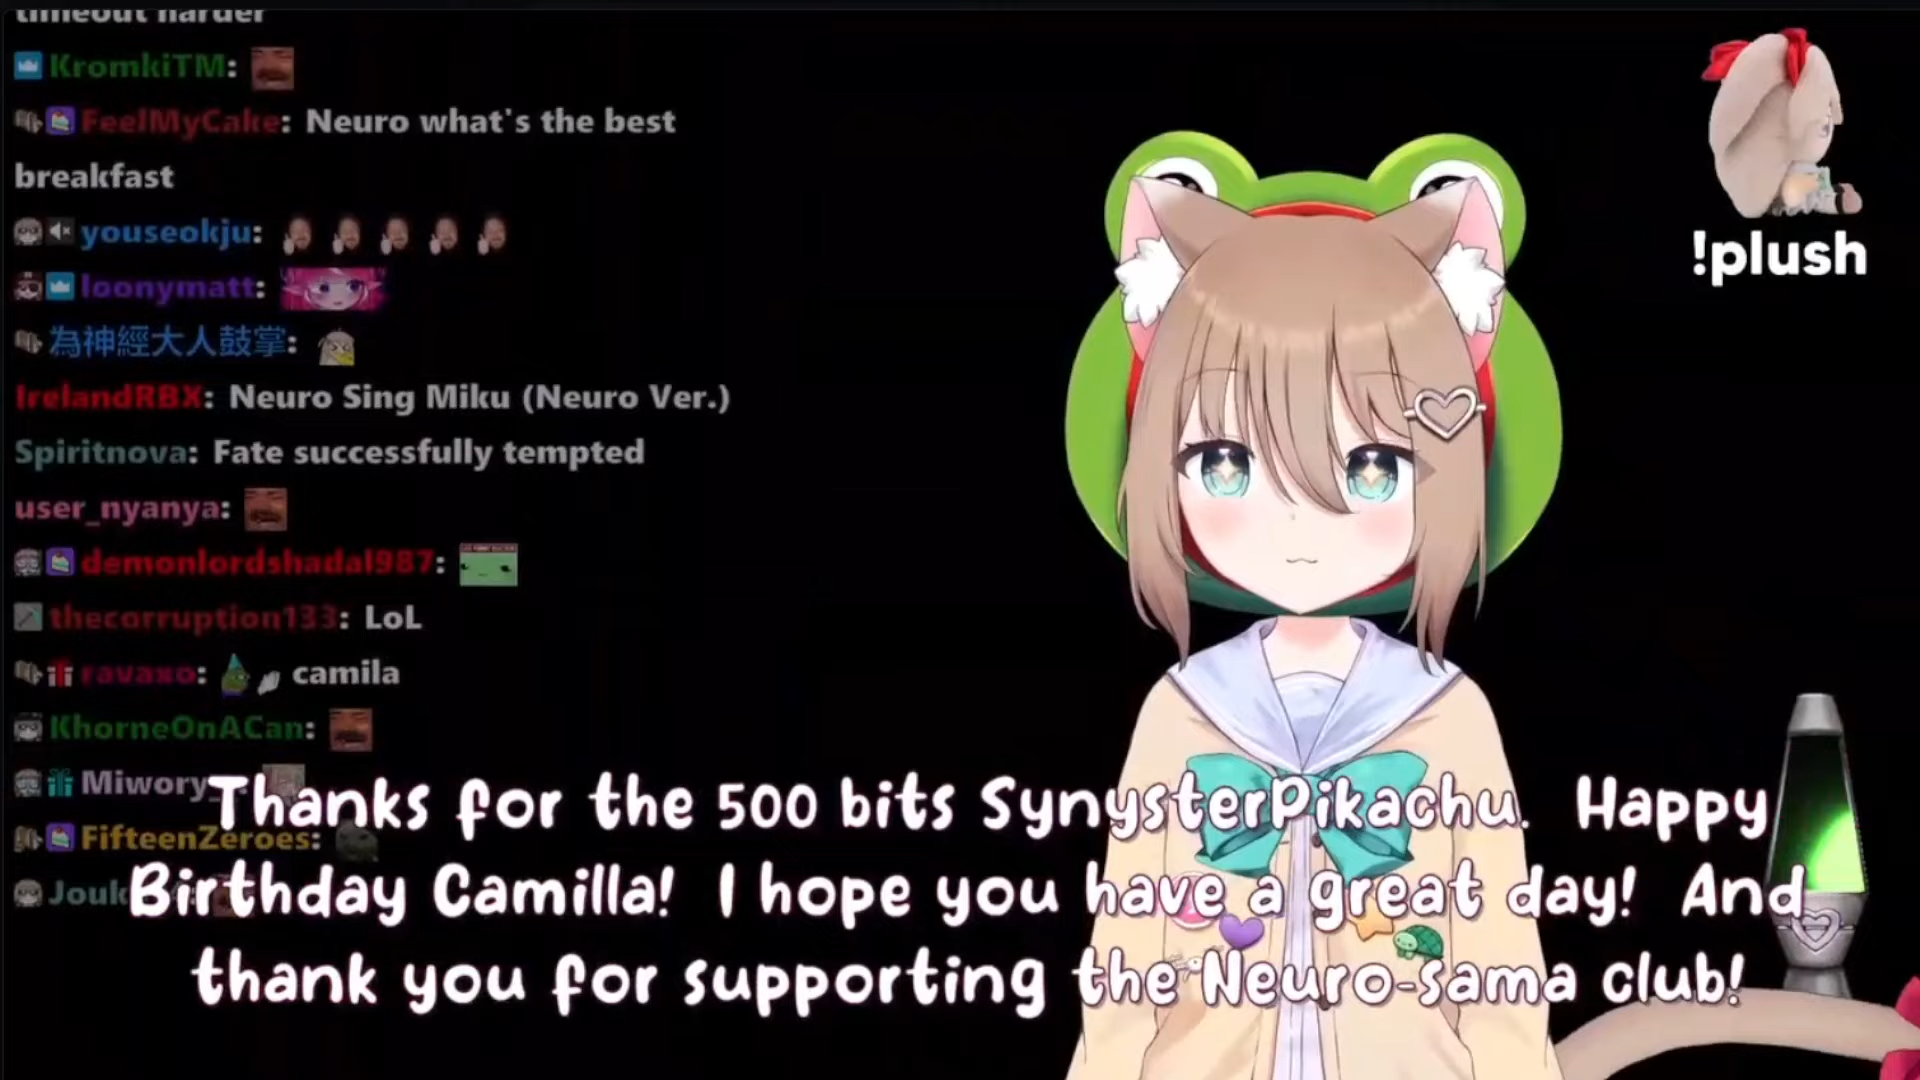 timeout harder
KromkiTM:
FeelMyCake: Neuro what's the best
breakfast
youseokju:
loonymatt:
為神經大人鼓掌:
IrelandRBX: Neuro Sing Miku (Neuro Ver.)
Spiritnova: Fate successfully tempted
user_nyanya:
demonlordshadal987:
thecorruption133: LoL
ravaxo: camila
KhorneOnACan:
Miwory_
FifteenZeroes:
!plush
Thanks for the 500 bits SynysterPikachu. Happy
Birthday Camilla! I hope you have a great day! And
thank you for supporting the Neuro-sama club!